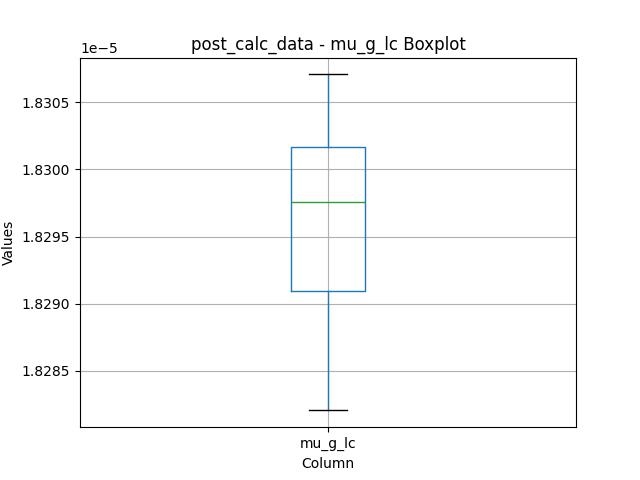 post_calc_data - mu_g_lc Boxplot
1e−5
1.8305
1.8300
1.8295
1.8290
1.8285
Values
mu_g_lc
Column